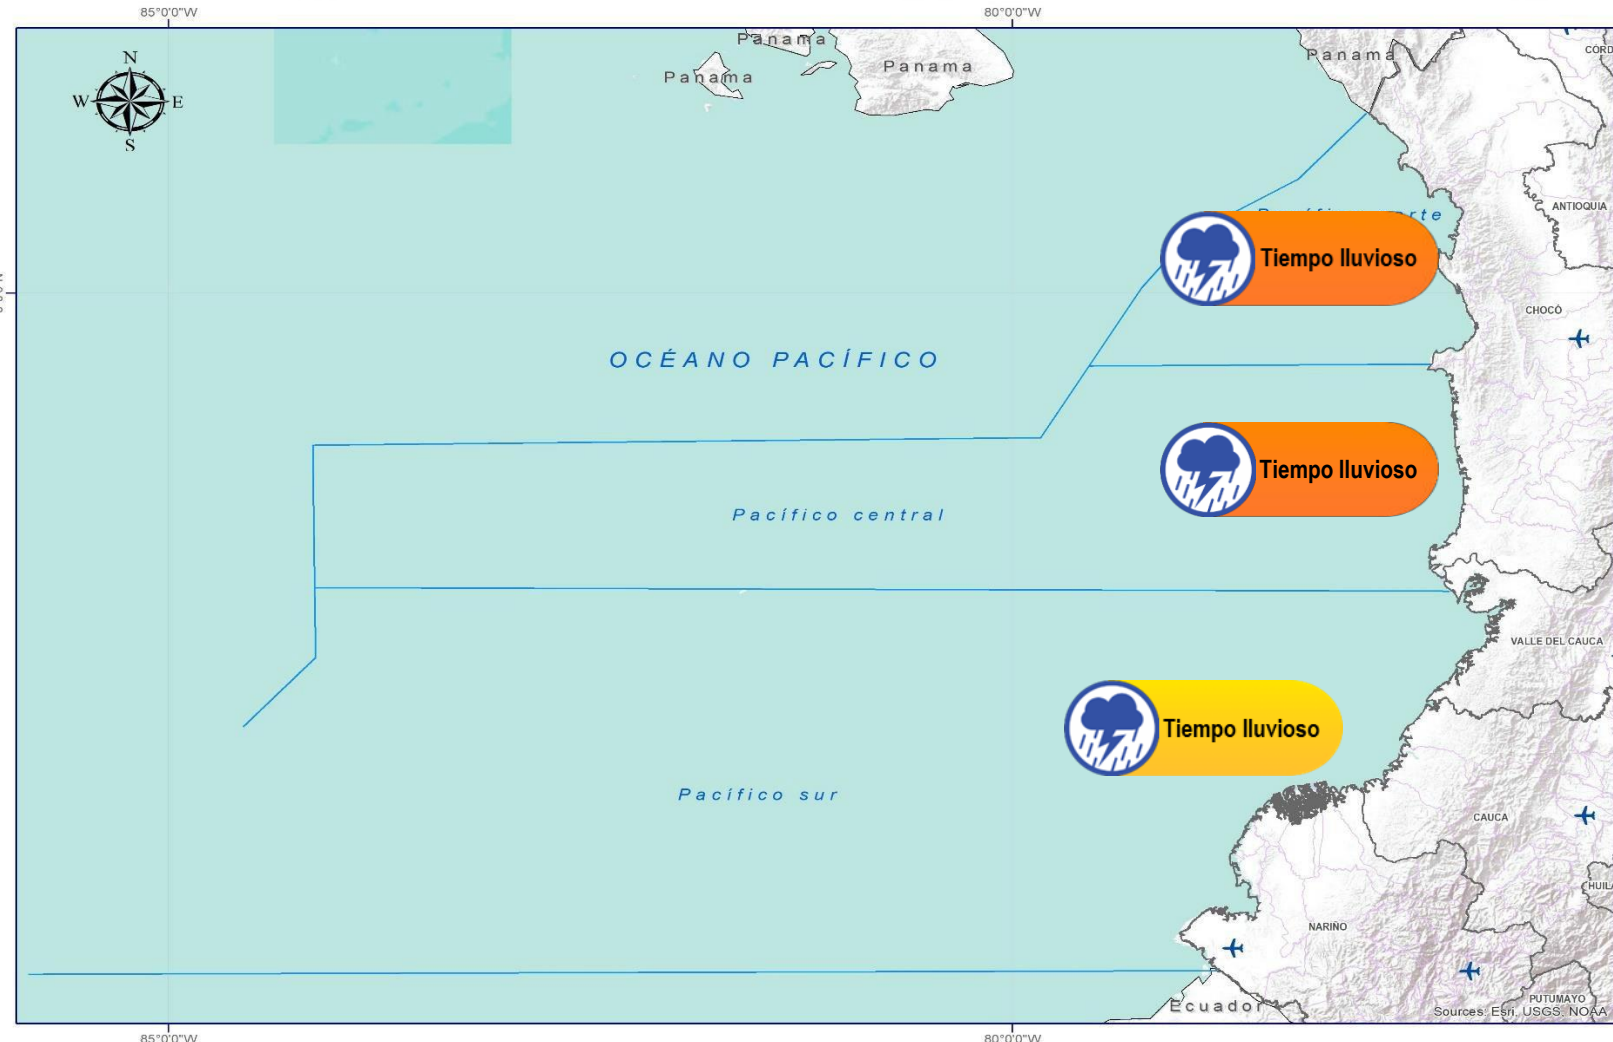 85°0'0"W
80°0'0"W
N
W
E
S
Panama
Panama
Panama
Panama
CORD
ANTIOQUIA
Tiempo lluvioso
CHOCÓ
OCÉANO PACÍFICO
Tiempo lluvioso
Pacífico central
VALLE DEL CAUCA
Tiempo lluvioso
Pacífico sur
CAUCA
HUIL
NARIÑO
PUTUMAYO
Ecuador
Sources: Esri, USGS, NOAA
85°0'0"W
80°0'0"W